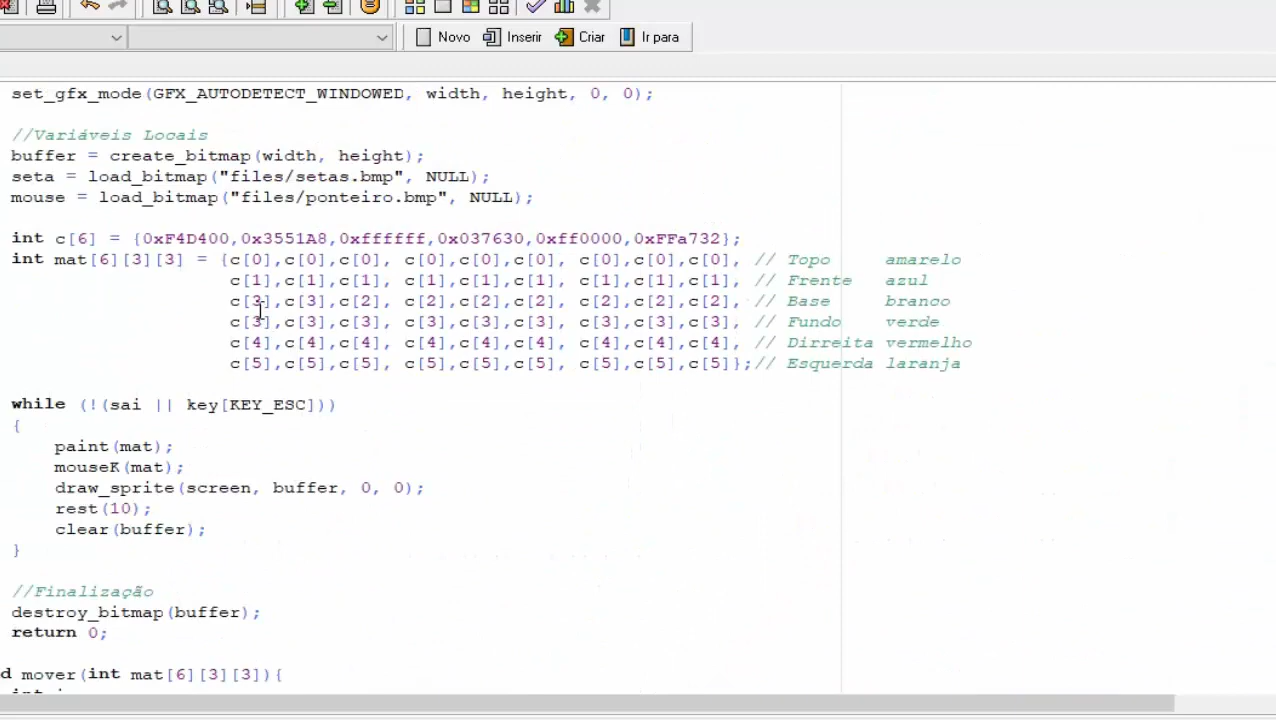 Novo Inserir Criar Ir para
set_gfx_mode(GFX_AUTODETECT_WINDOWED, width, height, 0, 0);
//Variáveis Locais
buffer = create_bitmap(width, height);
seta = load_bitmap("files/setas.bmp", NULL);
mouse = load_bitmap("files/ponteiro.bmp", NULL);
int c[6] = {0xF4D400,0x3551A8,0xffffff,0x037630,0xff0000,0xFFa732};
int mat[6][3][3] = {c[0],c[0],c[0], c[0],c[0],c[0], c[0],c[0],c[0], // Topo amarelo
c[1],c[1],c[1], c[1],c[1],c[1], c[1],c[1],c[1], // Frente azul
c[3],c[3],c[2], c[2],c[2],c[2], c[2],c[2],c[2], // Base branco
c[3],c[3],c[3], c[3],c[3],c[3], c[3],c[3],c[3], // Fundo verde
c[4],c[4],c[4], c[4],c[4],c[4], c[4],c[4],c[4], // Dirreita vermelho
c[5],c[5],c[5], c[5],c[5],c[5], c[5],c[5],c[5]};// Esquerda laranja
while (!(sai || key[KEY_ESC]))
{
paint(mat);
mouseK(mat);
draw_sprite(screen, buffer, 0, 0);
rest(10);
clear(buffer);
}
//Finalização
destroy_bitmap(buffer);
return 0;
d mover(int mat[6][3][3]){